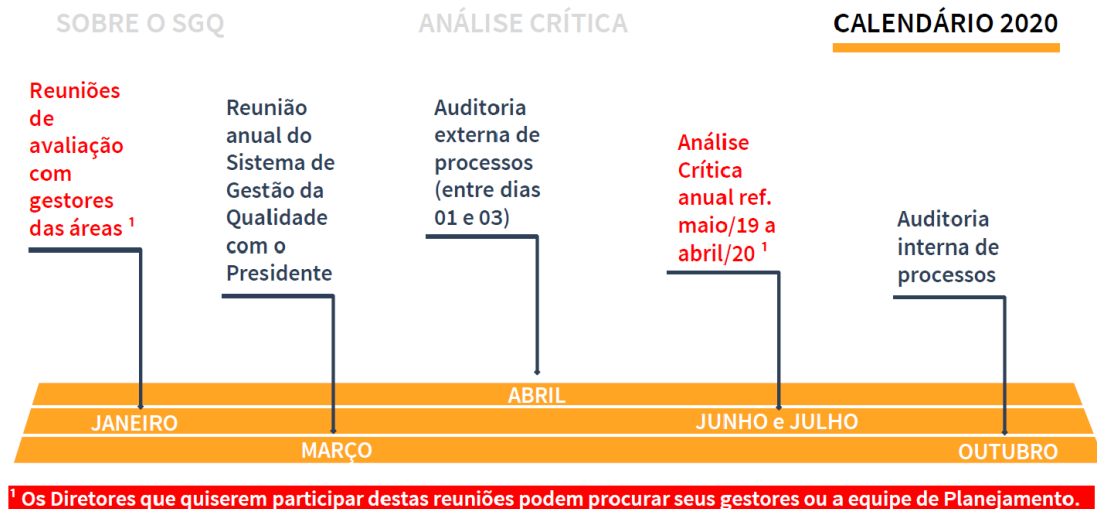 SOBRE O SGQ
ANÁLISE CRÍTICA
CALENDÁRIO 2020
Reuniões
de
avaliação
com
gestores
das áreas ¹
Reunião
anual do
Sistema de
Gestão da
Qualidade
com o
Presidente
Auditoria
externa de
processos
(entre dias
01 e 03)
Análise
Crítica
anual ref.
maio/19 a
abril/20 ¹
Auditoria
interna de
processos
JANEIRO
MARÇO
ABRIL
JUNHO e JULHO
OUTUBRO
¹ Os Diretores que quiserem participar destas reuniões podem procurar seus gestores ou a equipe de Planejamento.